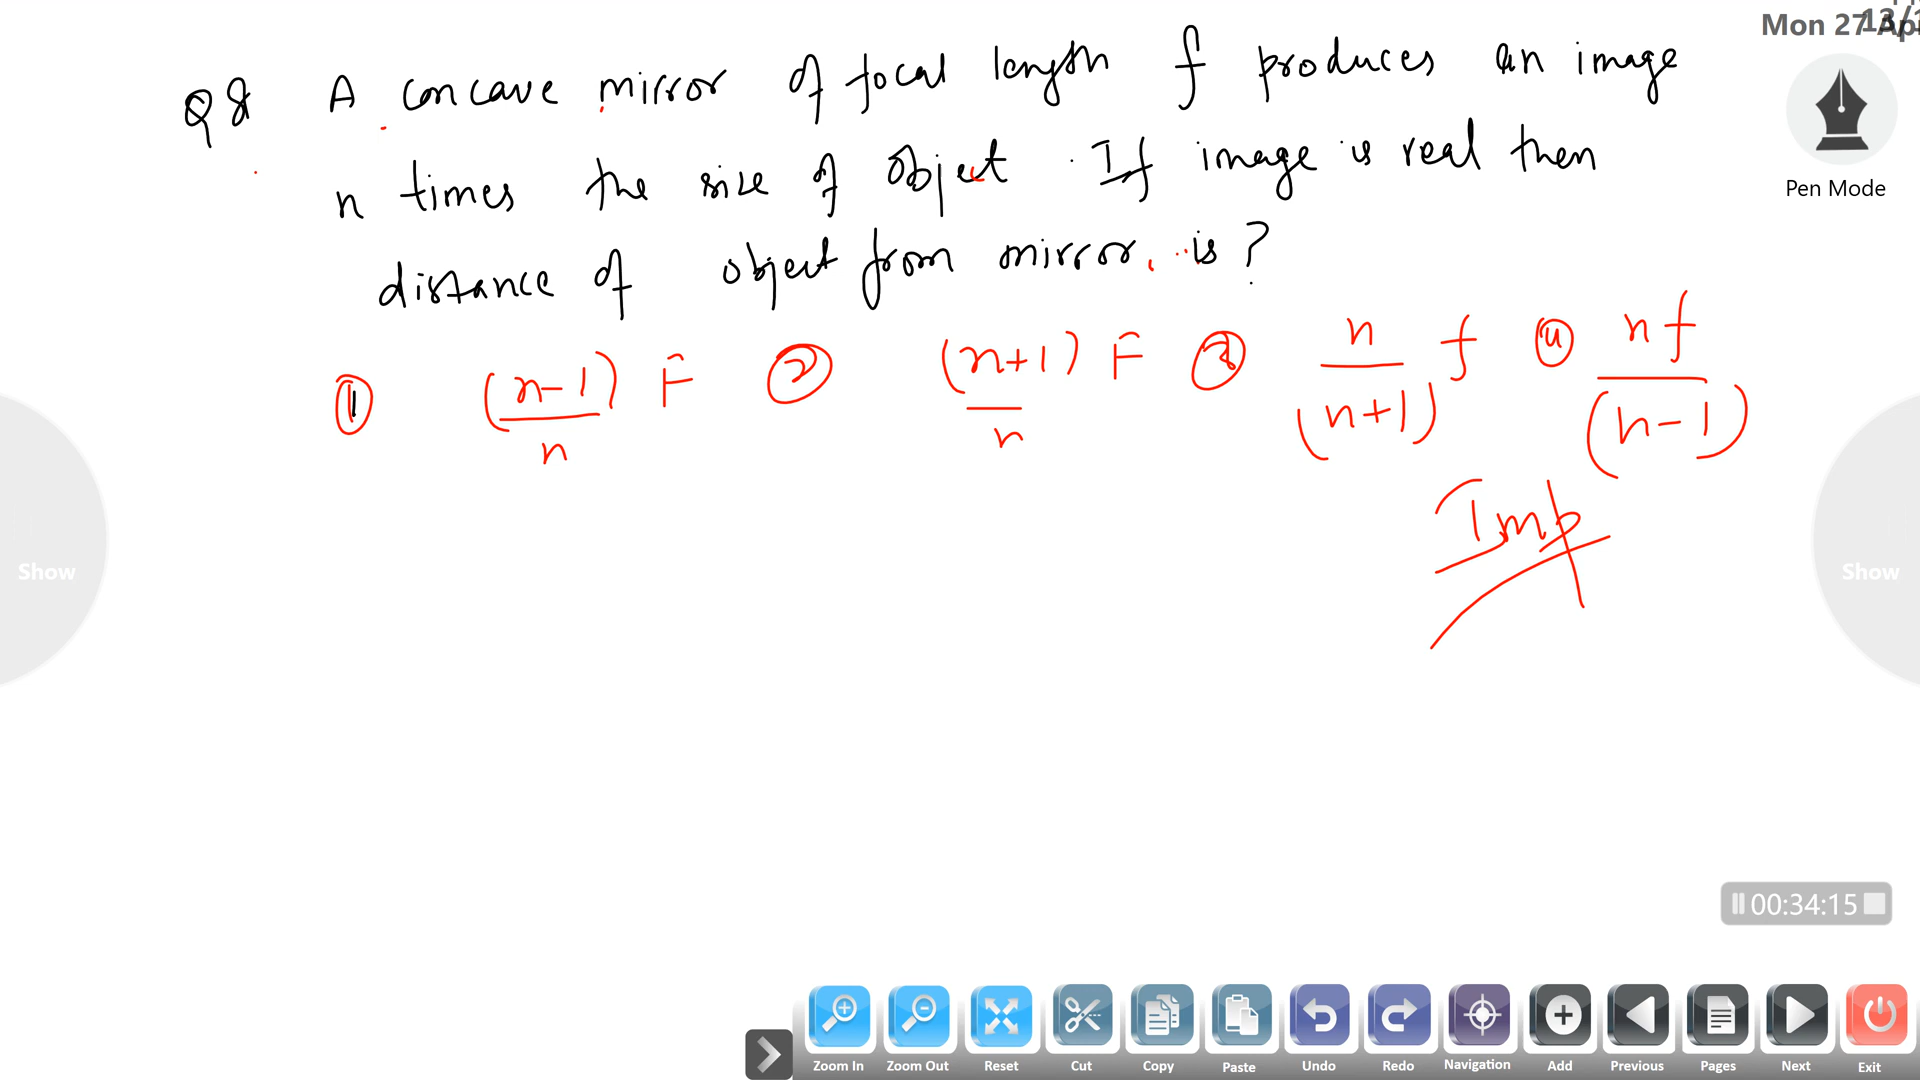 Mon 27 Ap
Q8 A concave mirror of focal length f produces an image
Pen Mode
n times the size of object . If image is real then
distance of object from mirror is ?
① (n-1) F / n ② (n+1) F / n ③ n / (n+1) f ④ nf / (n-1)
Imp
Show Show
00:34:15
Zoom In Zoom Out Reset Cut Copy Paste Undo Redo Navigation Add Previous Pages Next Exit